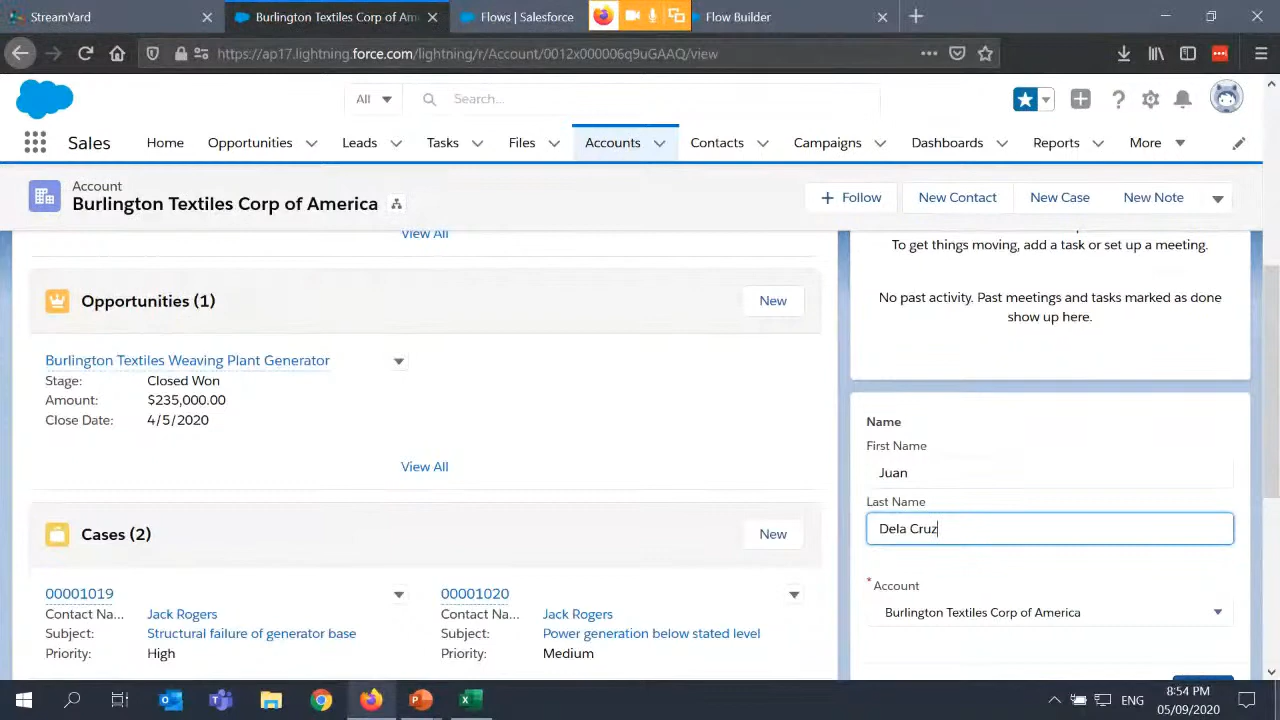 StreamYard
Burlington Textiles Corp of Am
Flows | Salesforce
Flow Builder
https://ap17.lightning.force.com/lightning/r/Account/0012x000006q9uGAAQ/view
All
Search...
Sales
Home
Opportunities
Leads
Tasks
Files
Accounts
Contacts
Campaigns
Dashboards
Reports
More
Account
Burlington Textiles Corp of America
+ Follow
New Contact
New Case
New Note
View All
To get things moving, add a task or set up a meeting.
No past activity. Past meetings and tasks marked as done
show up here.
Opportunities (1)
New
Burlington Textiles Weaving Plant Generator
Stage: Closed Won
Amount: $235,000.00
Close Date: 4/5/2020
View All
Name
First Name
Juan
Last Name
Dela Cruz
* Account
Burlington Textiles Corp of America
Cases (2)
New
00001019
Contact Na... Jack Rogers
Subject: Structural failure of generator base
Priority: High
00001020
Contact Na... Jack Rogers
Subject: Power generation below stated level
Priority: Medium
ENG
8:54 PM
05/09/2020